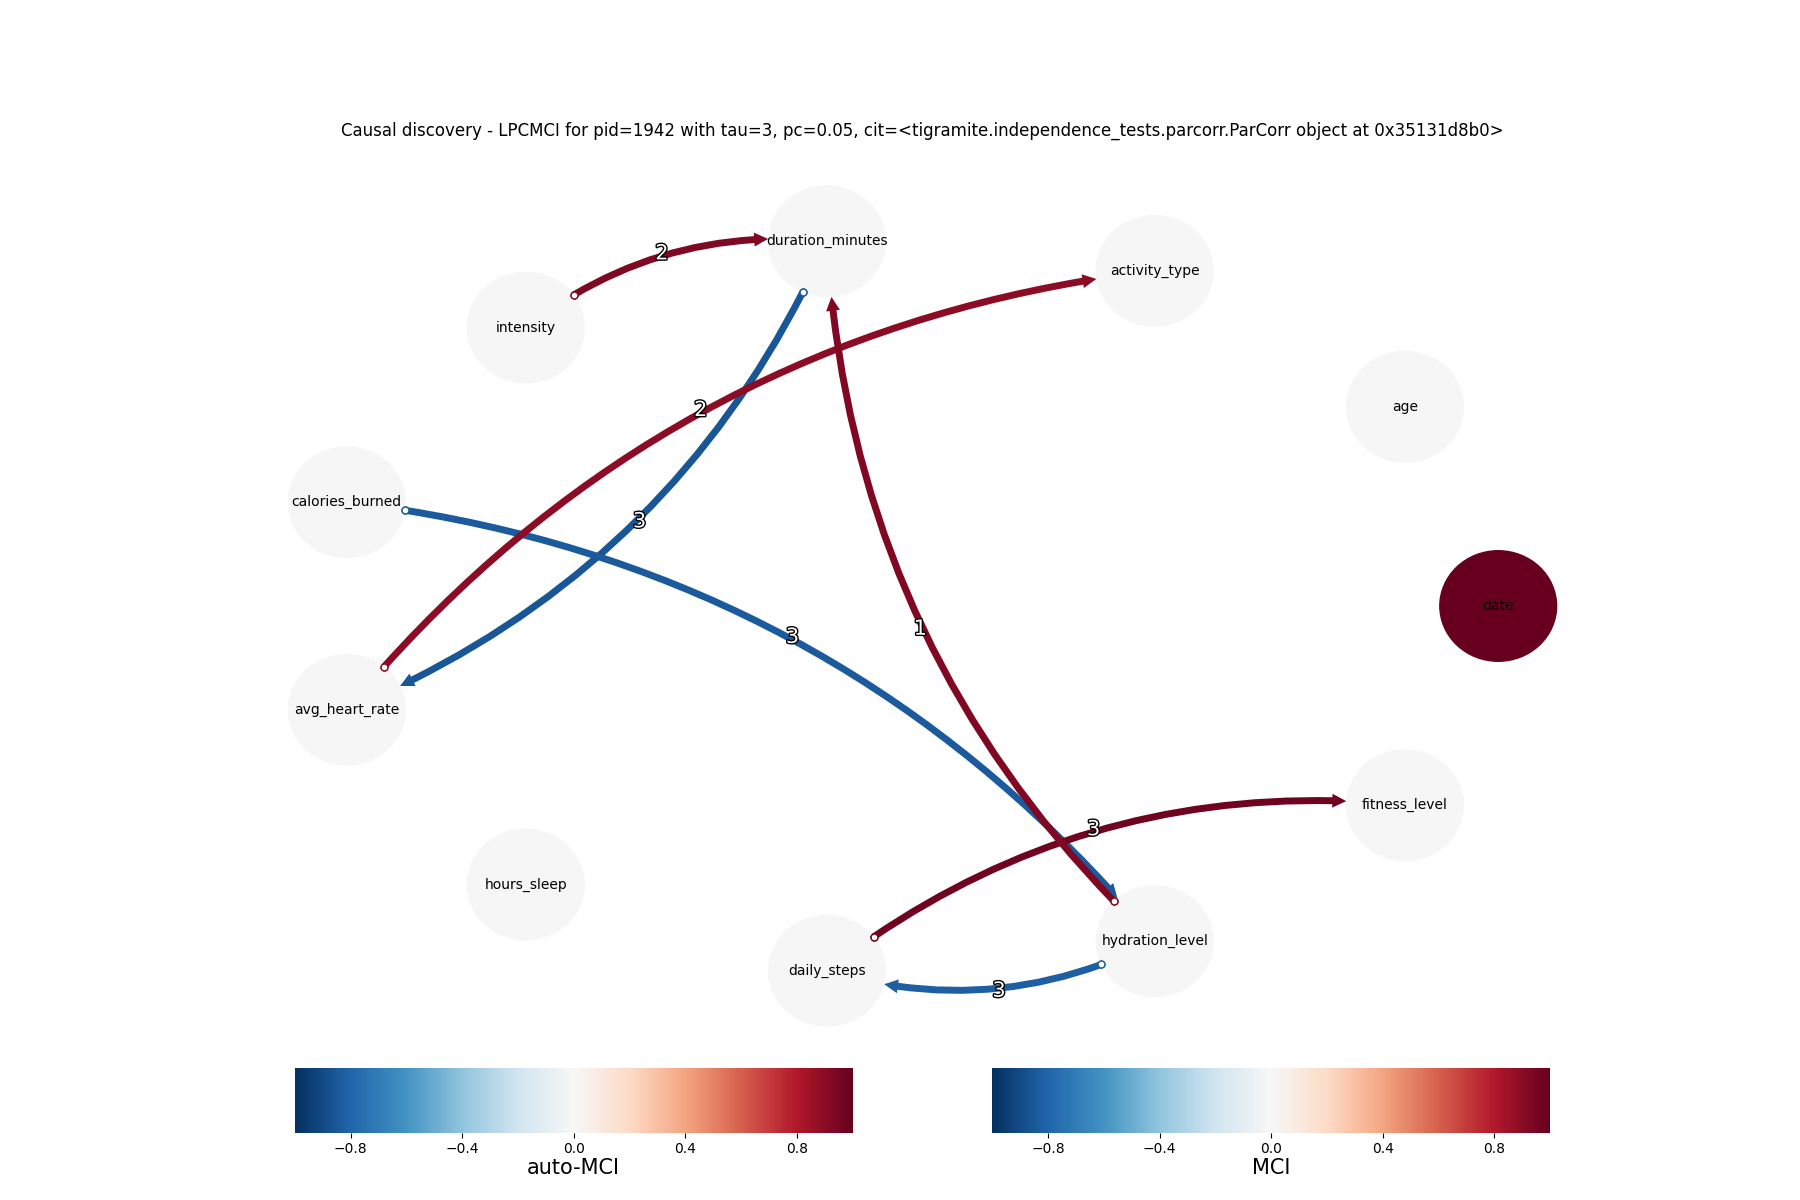 Causal discovery - LPCMCI for pid=1942 with tau=3, pc=0.05, cit=<tigramite.independence_tests.parcorr.ParCorr object at 0x35131d8b0>
duration_minutes
2
activity_type
intensity
age
2
calories_burned
3
date
1
3
avg_heart_rate
fitness_level
3
hours_sleep
hydration_level
daily_steps
3
−0.8 −0.4 0.0 0.4 0.8
auto-MCI
−0.8 −0.4 0.0 0.4 0.8
MCI